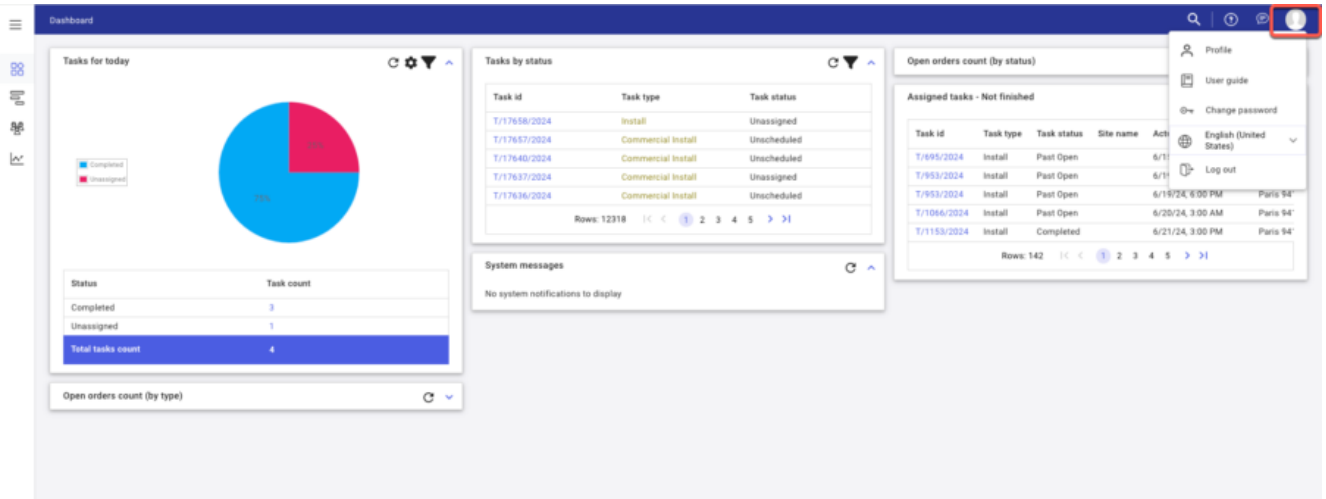 Dashboard
Profile
User guide
Change password
English (United
States)
Log out
Tasks for today
Completed
Unassigned
Status Task count
Completed 3
Unassigned 1
Total tasks count 4
Open orders count (by type)
Tasks by status
Task id Task type Task status
T/17658/2024 Install Unassigned
T/17657/2024 Commercial Install Unscheduled
T/17640/2024 Commercial Install Unscheduled
T/17637/2024 Commercial Install Unassigned
T/17636/2024 Commercial Install Unscheduled
Rows: 12318 1 2 3 4 5
System messages
No system notifications to display
Open orders count (by status)
Assigned tasks - Not finished
Task id Task type Task status Site name
T/695/2024 Install Past Open
T/953/2024 Install Past Open
T/953/2024 Install Past Open 6/19/24, 6:00 PM Paris 94
T/1066/2024 Install Past Open 6/20/24, 3:00 AM Paris 94
T/1153/2024 Install Completed 6/21/24, 3:00 PM Paris 94
Rows: 142 1 2 3 4 5